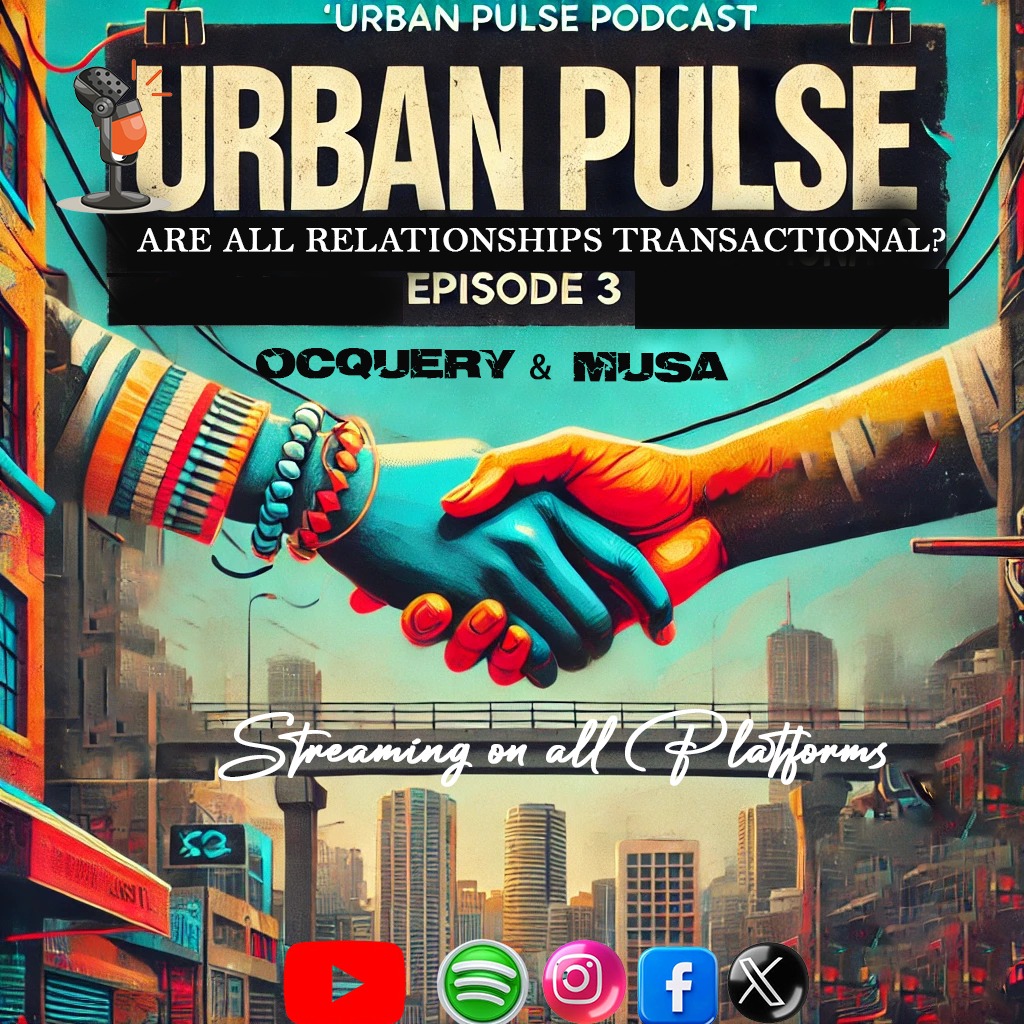 ‘URBAN PULSE PODCAST
URBAN PULSE
ARE ALL RELATIONSHIPS TRANSACTIONAL?
EPISODE 3
OCQUERY & MUSA
Streaming on all Platforms